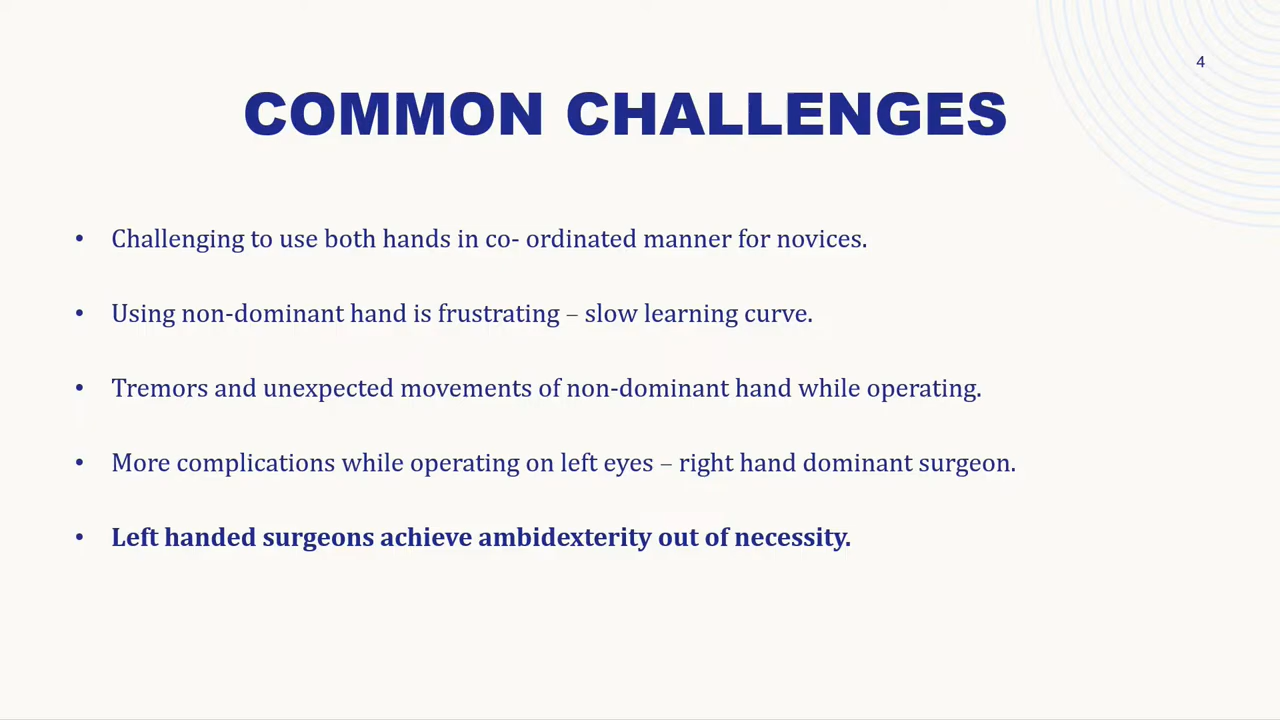 4
COMMON CHALLENGES
• Challenging to use both hands in co- ordinated manner for novices.
• Using non-dominant hand is frustrating – slow learning curve.
• Tremors and unexpected movements of non-dominant hand while operating.
• More complications while operating on left eyes – right hand dominant surgeon.
• Left handed surgeons achieve ambidexterity out of necessity.